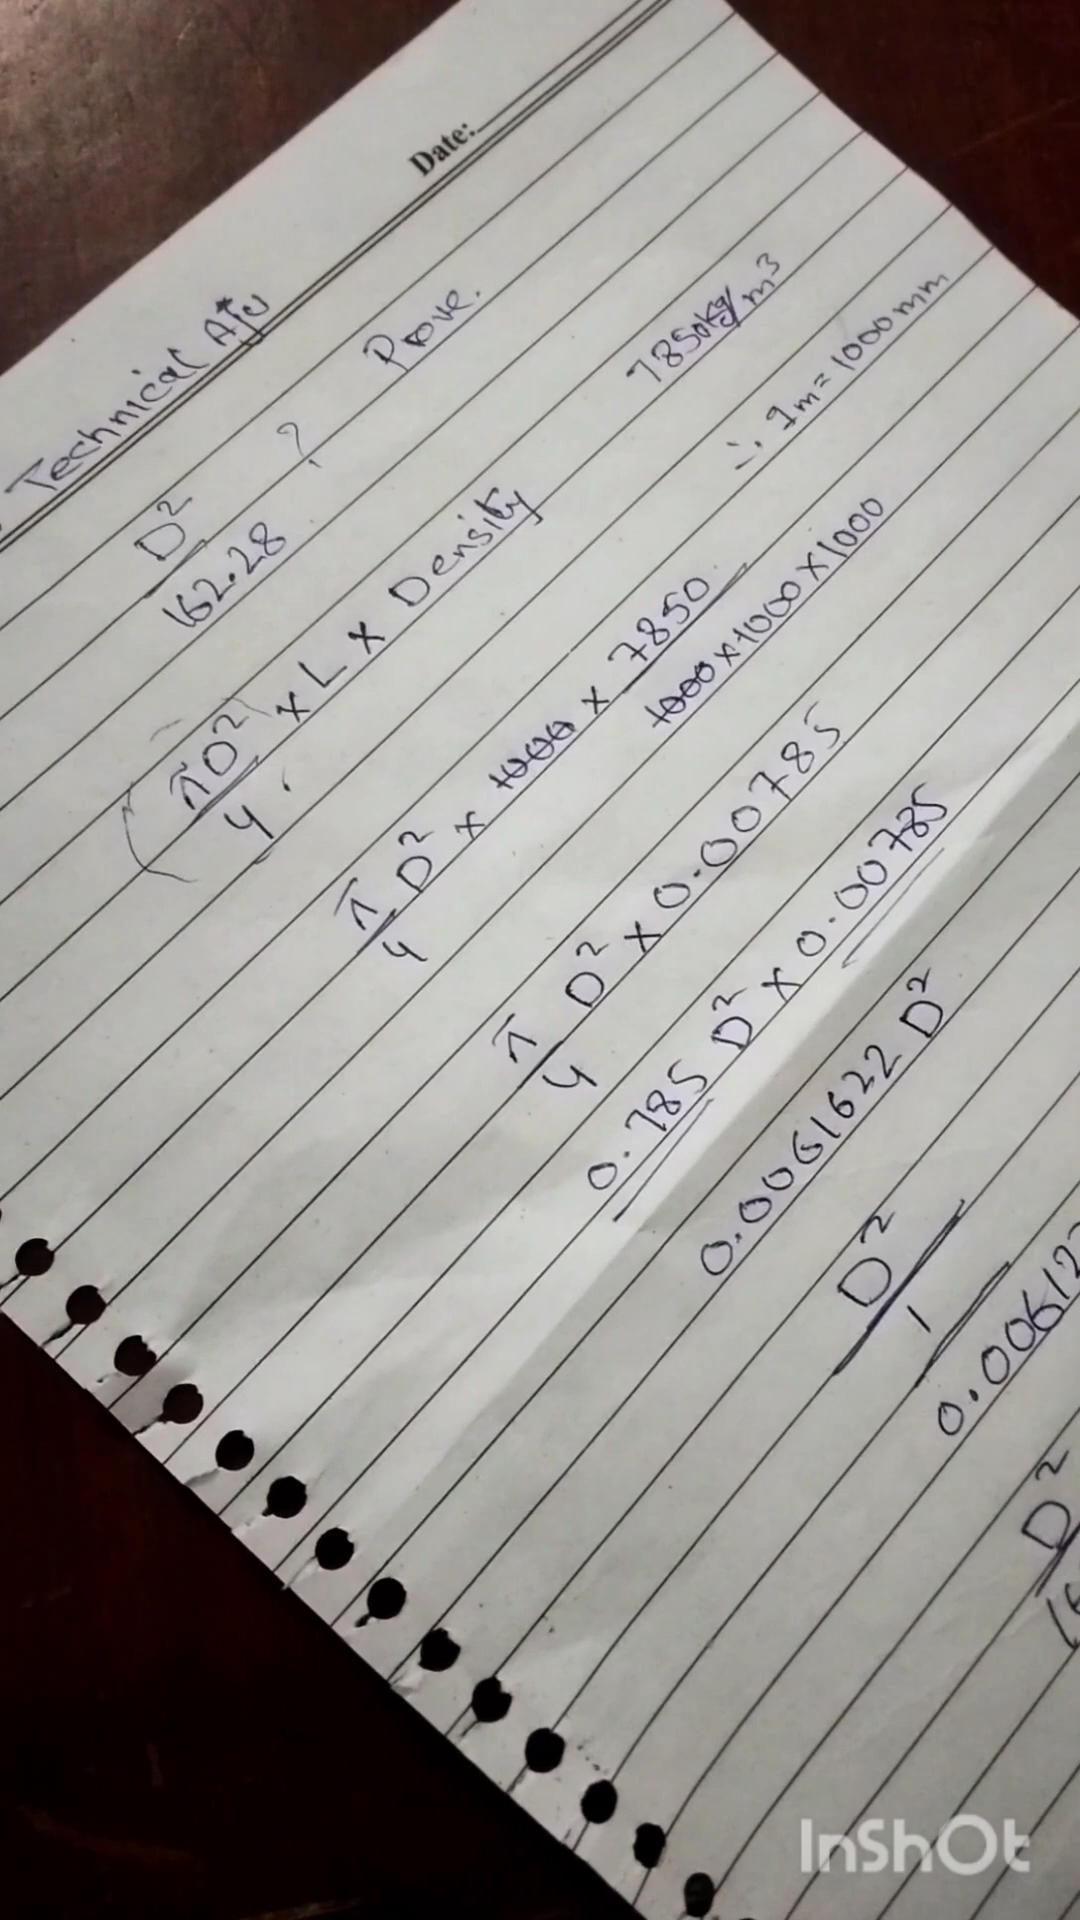 Date:
Technical Aju
D² / 162.28 ? Prove.
(πD² / 4) × L × Density 7850kg/m³
π/4 D² × 1000 × 7850 / 1000×1000×1000 ∴ 1m = 1000mm
π/4 D² × 0.00785
0.785 D² × 0.00785
0.0061622 D²
D² / 1 / 0.00612
D²
InShOt